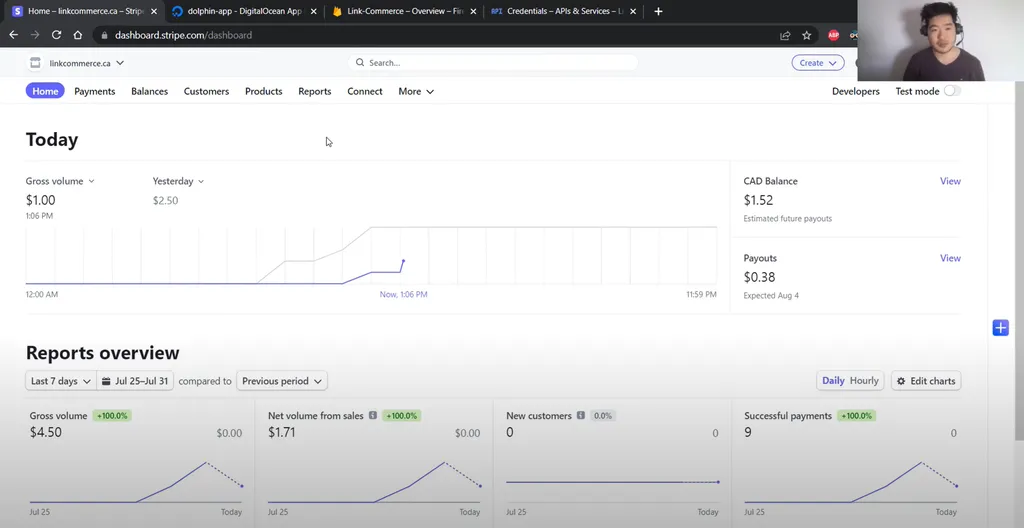 Home – linkcommerce.ca – Stripe
dolphin-app - DigitalOcean App
Link-Commerce – Overview – Fir
API Credentials – APIs & Services – L
dashboard.stripe.com/dashboard
ABP
linkcommerce.ca
Search...
Create
Home Payments Balances Customers Products Reports Connect More
Developers Test mode
Today
Gross volume
$1.00
1:06 PM
Yesterday
$2.50
12:00 AM
Now, 1:06 PM
11:59 PM
CAD Balance
View
$1.52
Estimated future payouts
Payouts
View
$0.38
Expected Aug 4
Reports overview
Last 7 days Jul 25–Jul 31 compared to Previous period
Daily Hourly Edit charts
Gross volume +100.0%
$4.50 $0.00
Jul 25 Today
Net volume from sales +100.0%
$1.71 $0.00
Jul 25 Today
New customers 0.0%
0 0
Jul 25 Today
Successful payments +100.0%
9 0
Jul 25 Today